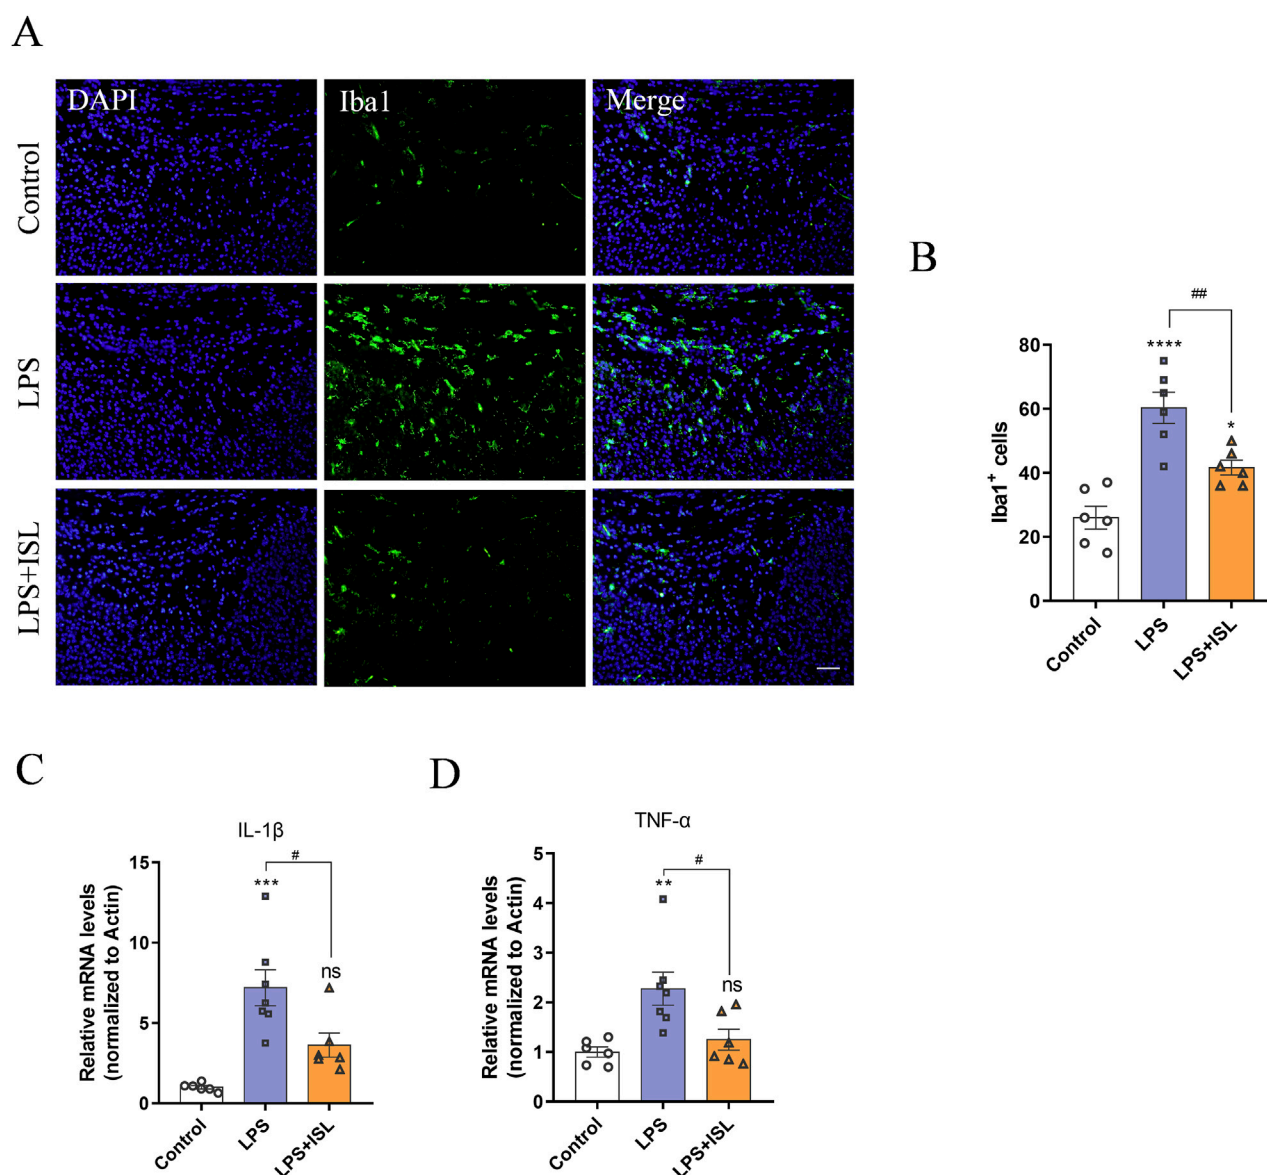 A
DAPI
Iba1
Merge
Control
LPS
LPS+ISL
B
##
****
*
Iba1+ cells
80
60
40
20
0
Control
LPS
LPS+ISL
C
IL-1β
#
***
ns
Relative mRNA levels
(normalized to Actin)
15
10
5
0
Control
LPS
LPS+ISL
D
TNF-α
#
**
ns
Relative mRNA levels
(normalized to Actin)
5
4
3
2
1
0
Control
LPS
LPS+ISL